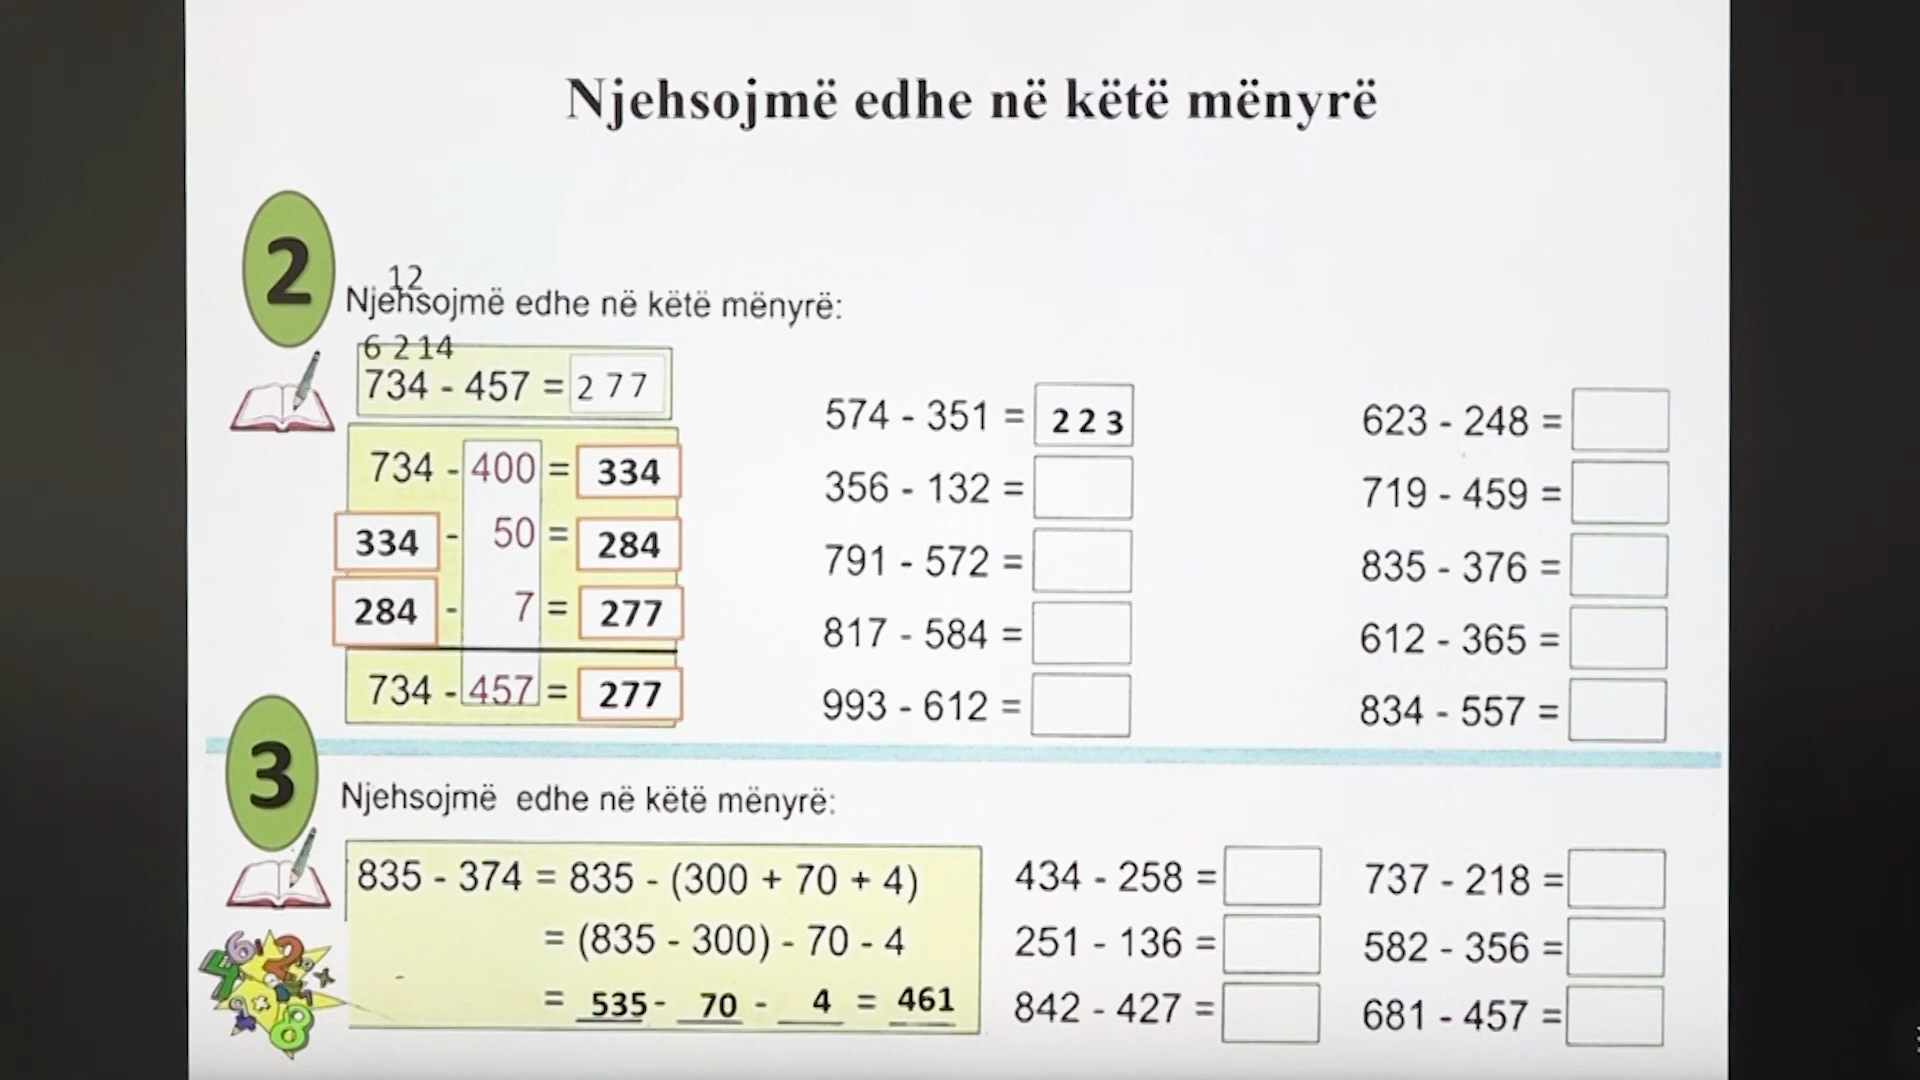 Njehsojmë edhe në këtë mënyrë
2
12
Njehsojmë edhe në këtë mënyrë:
6 2 14
734 - 457 = 2 77
734 - 400 = 334
334 - 50 = 284
284 - 7 = 277
734 - 457 = 277
574 - 351 = 2 2 3
356 - 132 =
791 - 572 =
817 - 584 =
993 - 612 =
623 - 248 =
719 - 459 =
835 - 376 =
612 - 365 =
834 - 557 =
3
Njehsojmë edhe në këtë mënyrë:
835 - 374 = 835 - (300 + 70 + 4)
= (835 - 300) - 70 - 4
= 535 - 70 - 4 = 461
434 - 258 =
251 - 136 =
842 - 427 =
737 - 218 =
582 - 356 =
681 - 457 =